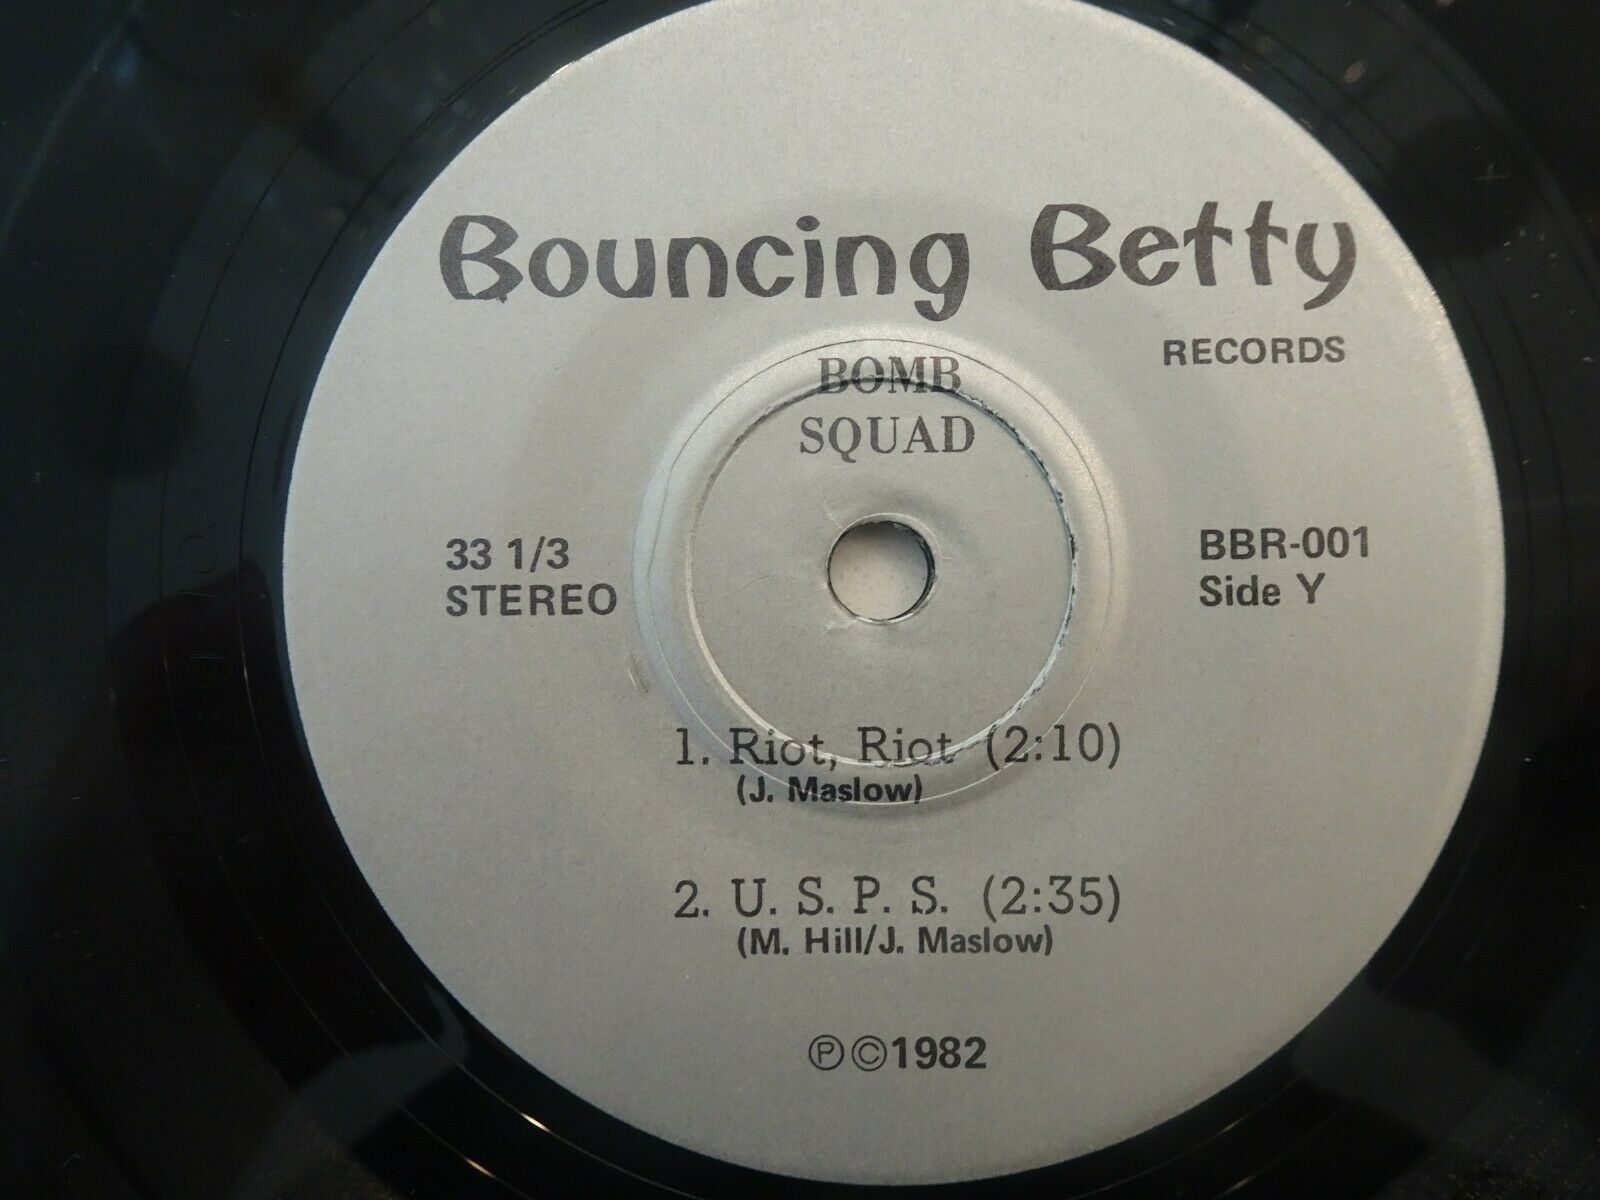 Bouncing Betty
RECORDS
BOMB
SQUAD
33 1/3
STEREO
BBR-001
Side Y
1. Riot, Riot (2:10)
(J. Maslow)
2. U. S. P. S. (2:35)
(M. Hill/J. Maslow)
℗©1982